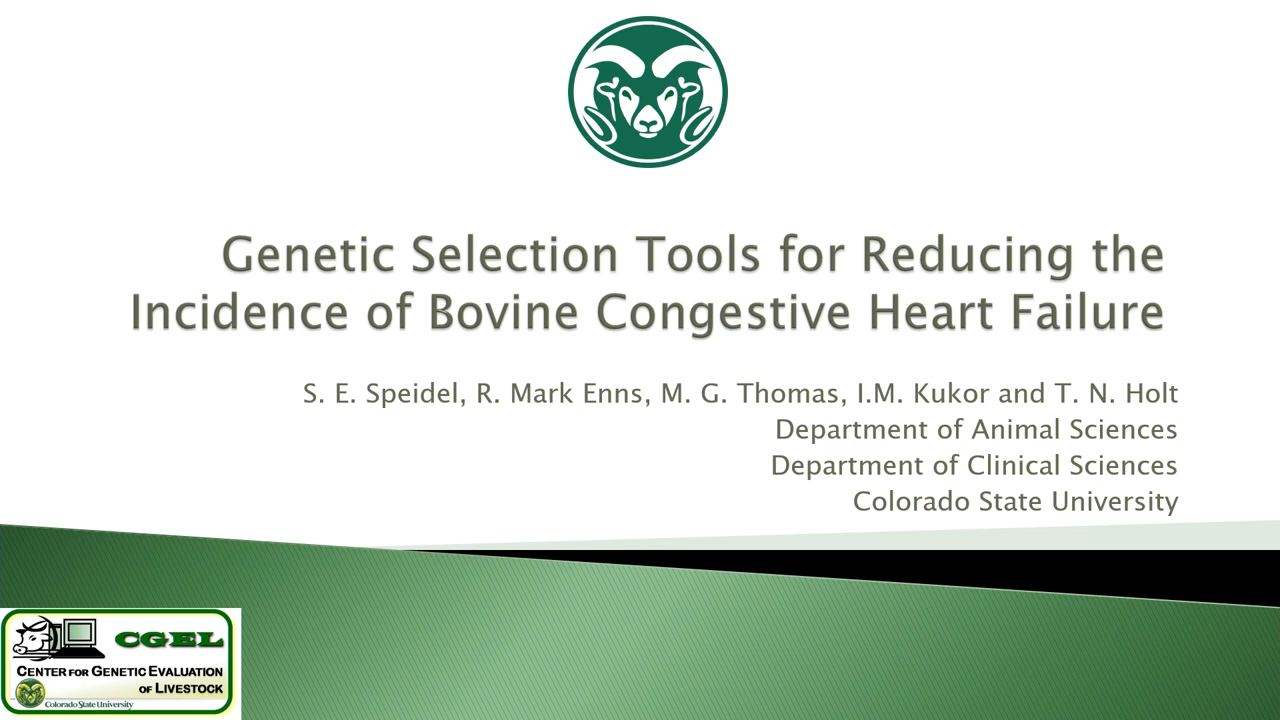 Genetic Selection Tools for Reducing the
Incidence of Bovine Congestive Heart Failure
S. E. Speidel, R. Mark Enns, M. G. Thomas, I.M. Kukor and T. N. Holt
Department of Animal Sciences
Department of Clinical Sciences
Colorado State University
CGEL
CENTER FOR GENETIC EVALUATION
OF LIVESTOCK
Colorado State University